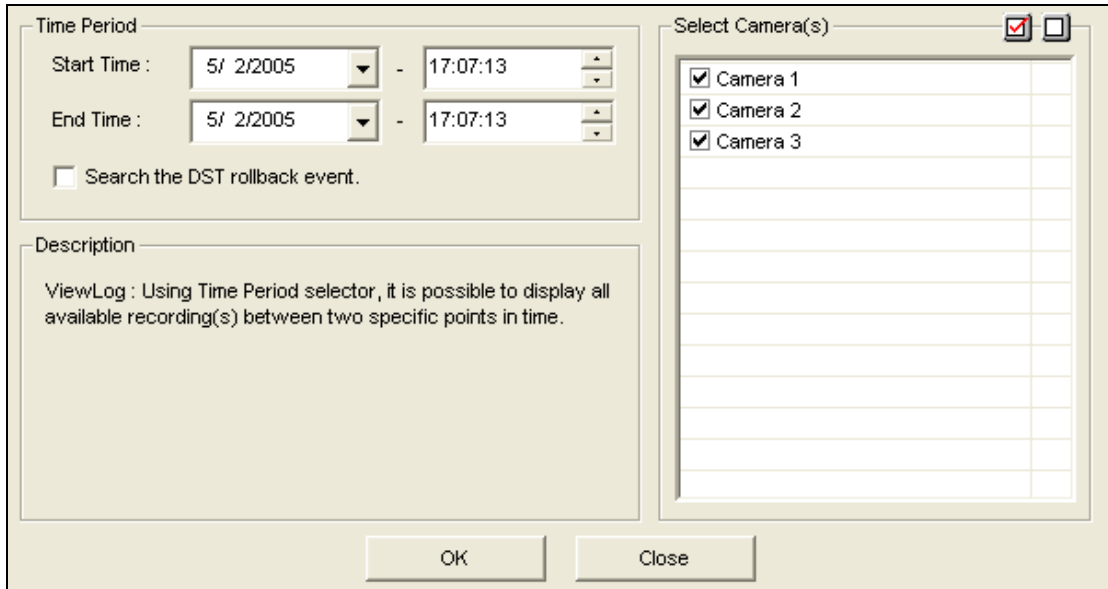 Time Period
Start Time : 5/ 2/2005 - 17:07:13
End Time : 5/ 2/2005 - 17:07:13
Search the DST rollback event.
Description
ViewLog : Using Time Period selector, it is possible to display all
available recording(s) between two specific points in time.
Select Camera(s)
Camera 1
Camera 2
Camera 3
OK
Close